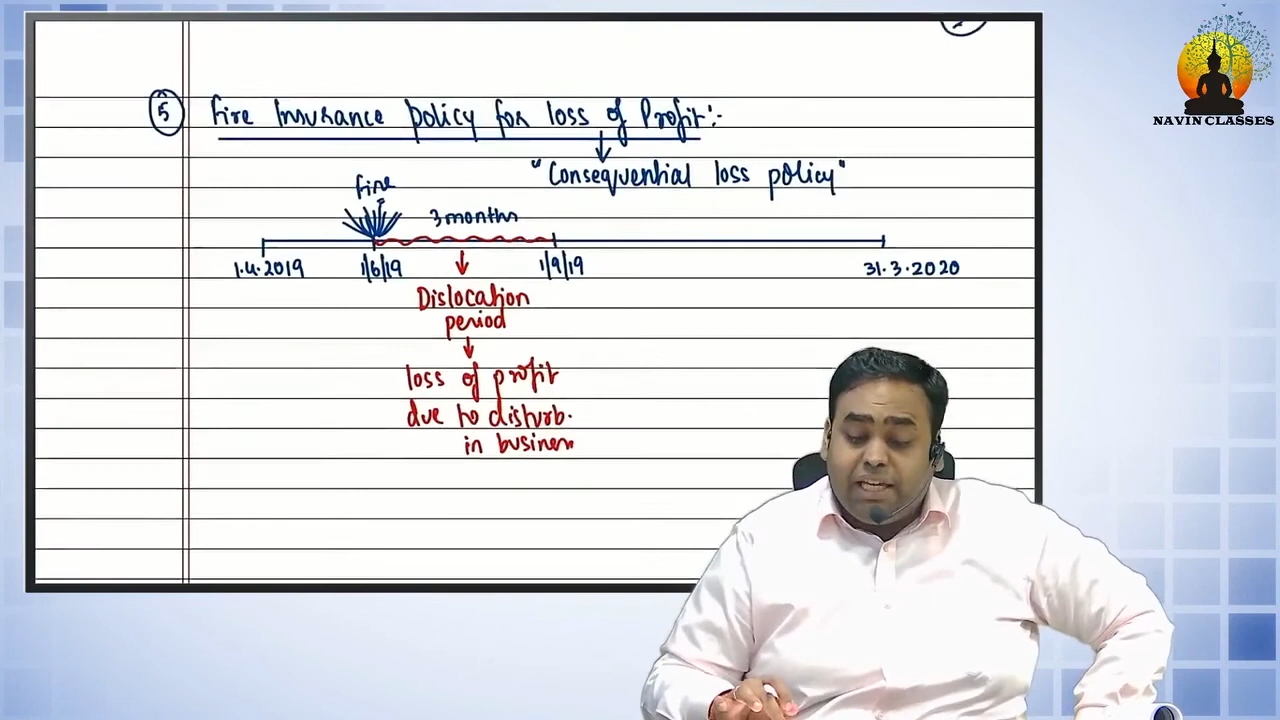 ⑤ Fire Insurance policy for loss of Profit:-
"Consequential loss policy"
Fire
3 months
1.4.2019 1/6/19 1/9/19 31.3.2020
Dislocation
period
loss of profit
due to disturb.
in business
NAVIN CLASSES